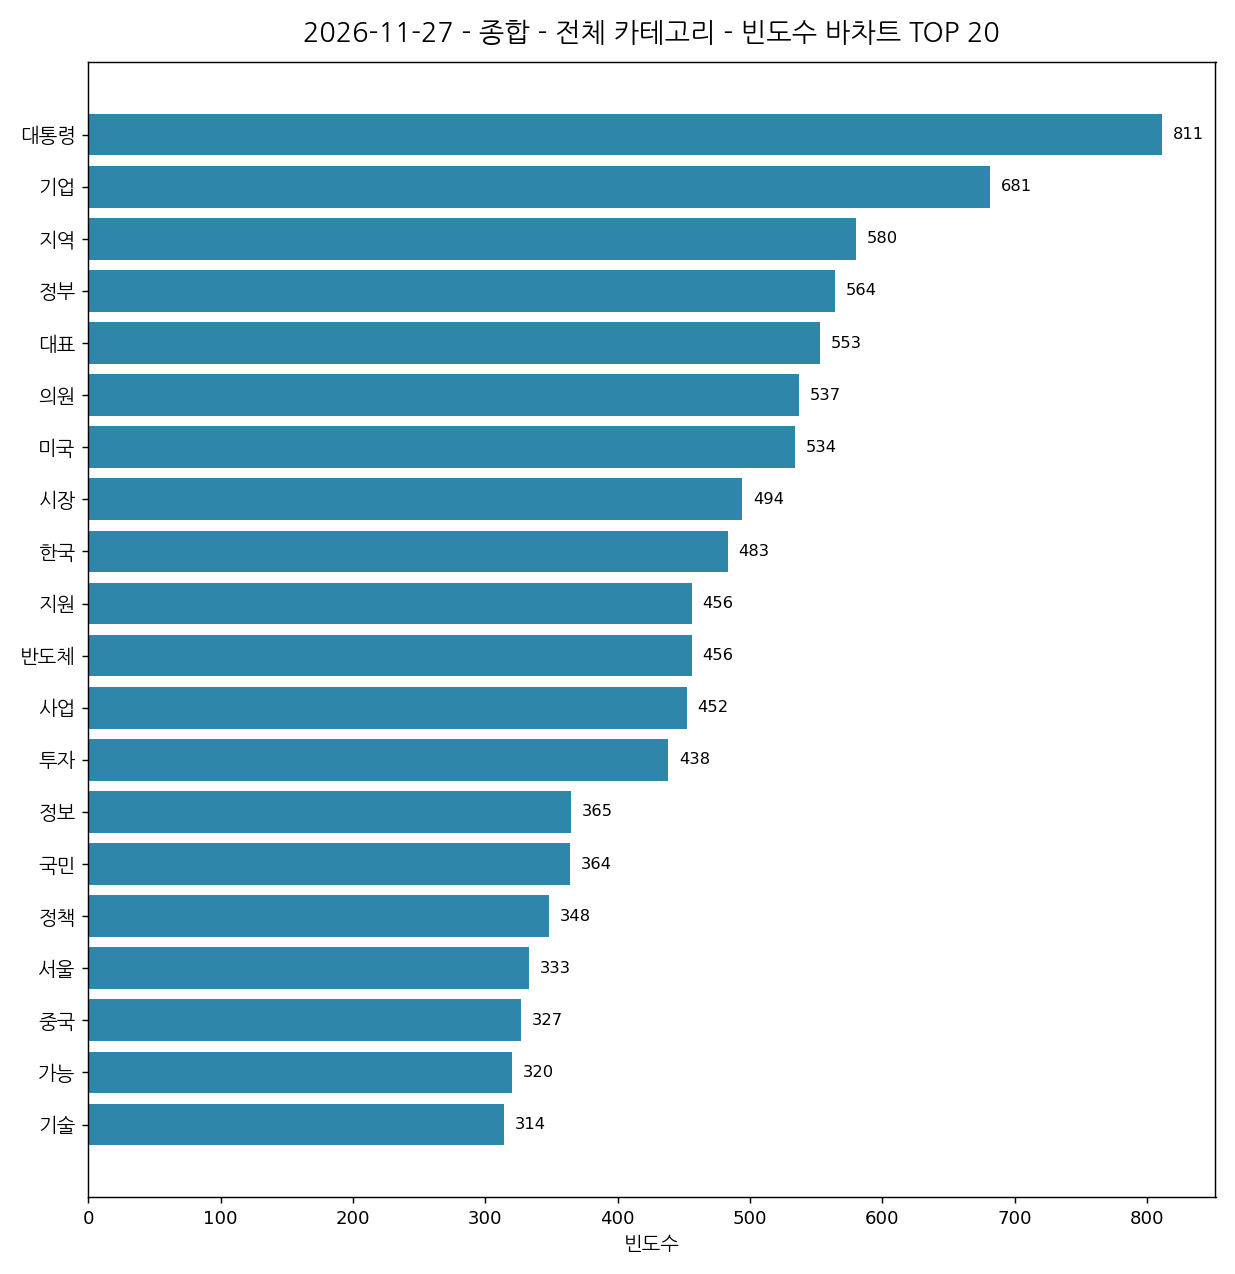 2026-11-27 - 종합 - 전체 카테고리 - 빈도수 바차트 TOP 20
대통령 811
기업 681
지역 580
정부 564
대표 553
의원 537
미국 534
시장 494
한국 483
지원 456
반도체 456
사업 452
투자 438
정보 365
국민 364
정책 348
서울 333
중국 327
가능 320
기술 314
0 100 200 300 400 500 600 700 800
빈도수